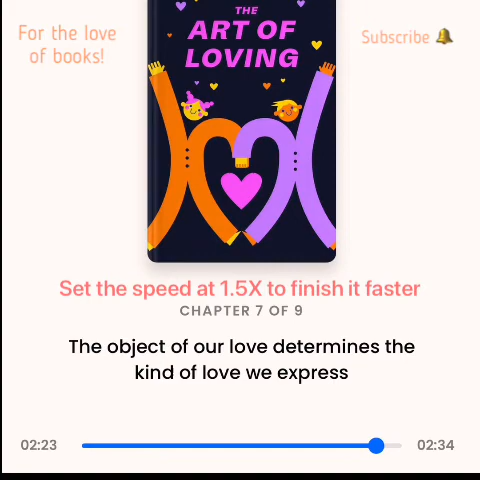 THE
ART OF
LOVING
For the love
of books!
Subscribe 🔔
Set the speed at 1.5X to finish it faster
CHAPTER 7 OF 9
The object of our love determines the
kind of love we express
02:23
02:34